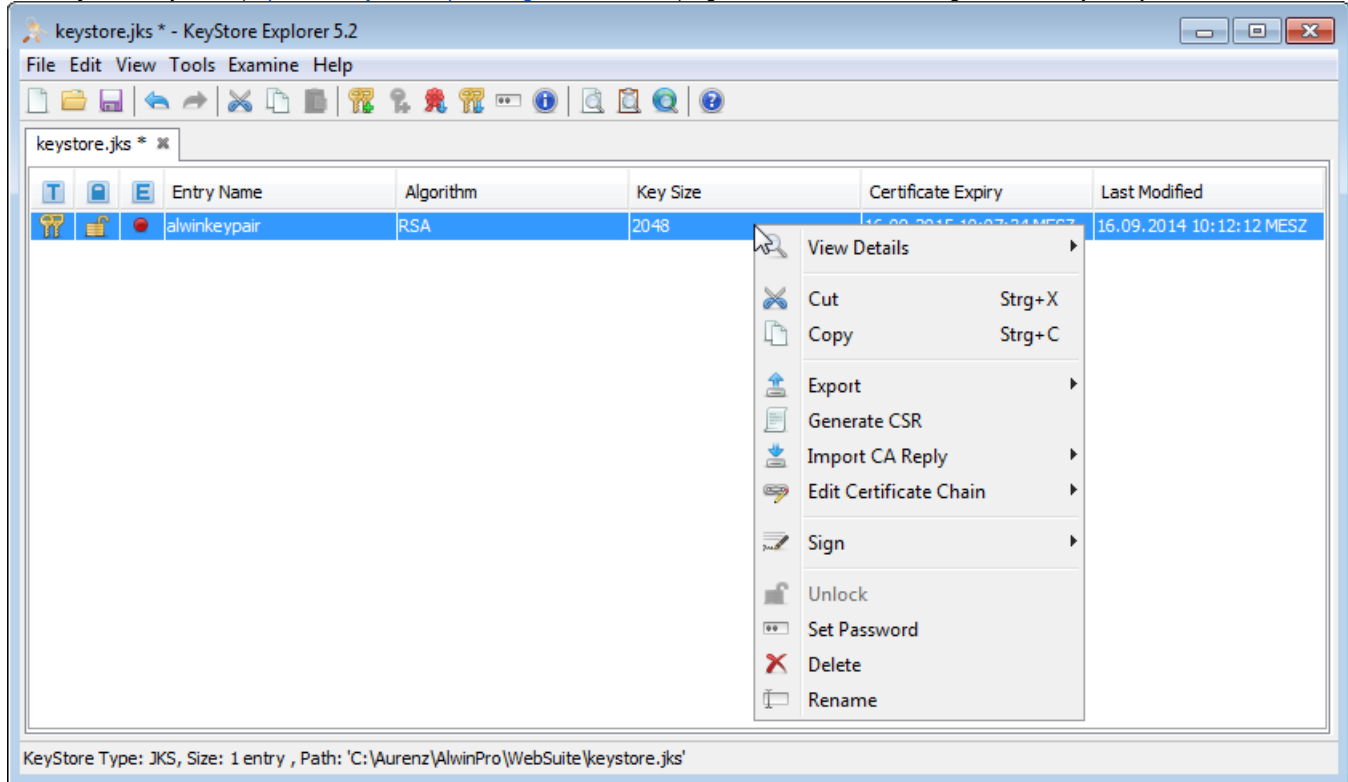 keystore.jks * - KeyStore Explorer 5.2
File Edit View Tools Examine Help
keystore.jks *
T E Entry Name Algorithm Key Size Certificate Expiry Last Modified
alwinkeypair RSA 2048 16.09.2014 10:12:12 MESZ
View Details
Cut Strg+X
Copy Strg+C
Export
Generate CSR
Import CA Reply
Edit Certificate Chain
Sign
Unlock
Set Password
Delete
Rename
KeyStore Type: JKS, Size: 1 entry , Path: 'C:\Aurenz\AlwinPro\WebSuite\keystore.jks'